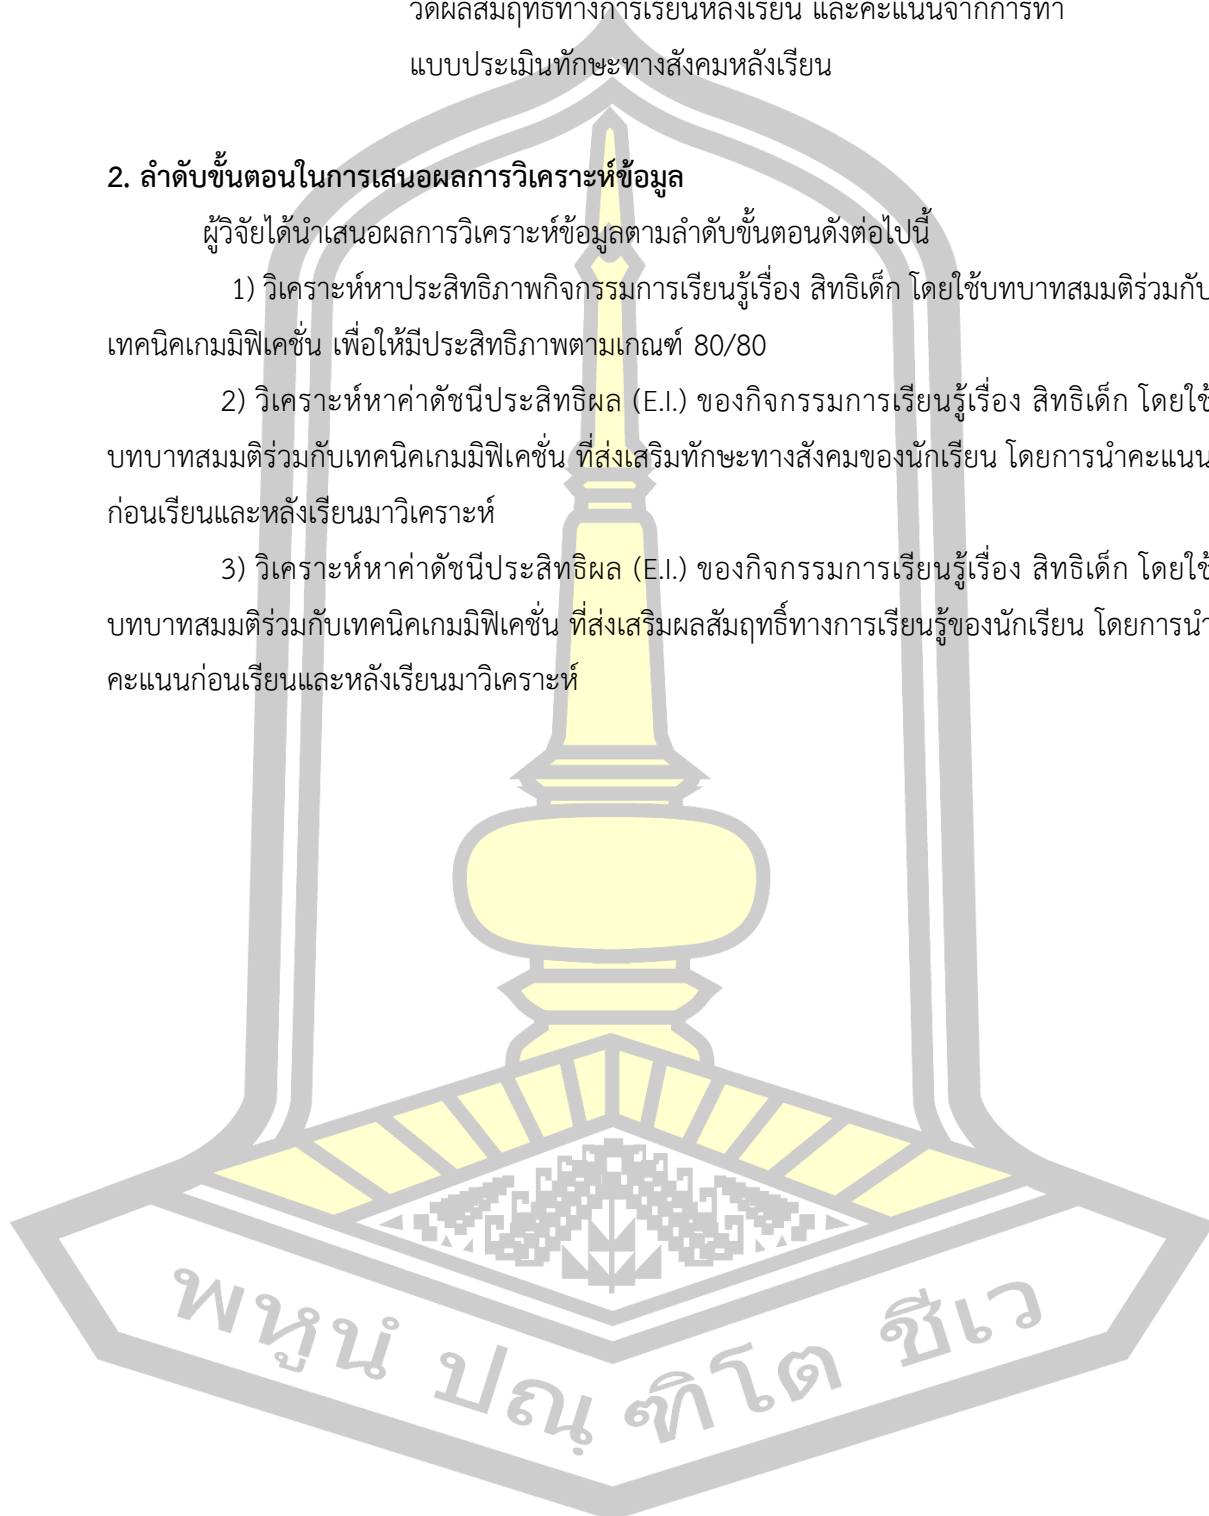 วัดผลสัมฤทธิ์ทางการเรียนหลังเรียน และคะแนนจากการทำ
แบบประเมินทักษะทางสังคมหลังเรียน
2. ลำดับขั้นตอนในการเสนอผลการวิเคราะห์ข้อมูล
ผู้วิจัยได้นำเสนอผลการวิเคราะห์ข้อมูลตามลำดับขั้นตอนดังต่อไปนี้
1) วิเคราะห์หาประสิทธิภาพกิจกรรมการเรียนรู้เรื่อง สิทธิเด็ก โดยใช้บทบาทสมมติร่วมกับ
เทคนิคเกมมิฟิเคชั่น เพื่อให้มีประสิทธิภาพตามเกณฑ์ 80/80
2) วิเคราะห์หาค่าดัชนีประสิทธิผล (E.I.) ของกิจกรรมการเรียนรู้เรื่อง สิทธิเด็ก โดยใช้
บทบาทสมมติร่วมกับเทคนิคเกมมิฟิเคชั่น ที่ส่งเสริมทักษะทางสังคมของนักเรียน โดยการนำคะแนน
ก่อนเรียนและหลังเรียนมาวิเคราะห์
3) วิเคราะห์หาค่าดัชนีประสิทธิผล (E.I.) ของกิจกรรมการเรียนรู้เรื่อง สิทธิเด็ก โดยใช้
บทบาทสมมติร่วมกับเทคนิคเกมมิฟิเคชั่น ที่ส่งเสริมผลสัมฤทธิ์ทางการเรียนรู้ของนักเรียน โดยการนำ
คะแนนก่อนเรียนและหลังเรียนมาวิเคราะห์
พหูนํ ปณฺ ฑิโต ชีเว